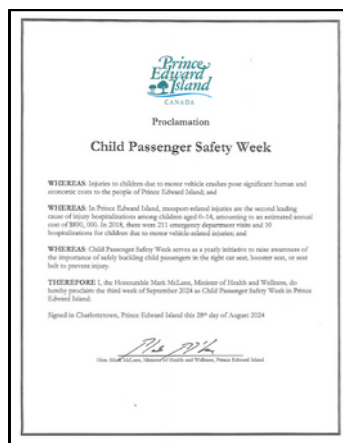 Prince
Edward
Island
CANADA
Proclamation
Child Passenger Safety Week
WHEREAS: Injuries to children due to motor vehicle crashes pose significant human and
economic costs to the people of Prince Edward Island; and
WHEREAS: In Prince Edward Island, transport-related injuries are the second leading
cause of injury hospitalizations among children aged 0-14, amounting to an estimated annual
cost of $890, 000. In 2018, there were 211 emergency department visits and 10
hospitalizations for children due to motor vehicle-related injuries; and
WHEREAS: Child Passenger Safety Week serves as a yearly initiative to raise awareness of
the importance of safely buckling child passengers in the right car seat, booster seat, or seat
belt to prevent injury.
THEREFORE I, the Honourable Mark McLane, Minister of Health and Wellness, do
hereby proclaim the third week of September 2024 as Child Passenger Safety Week in Prince
Edward Island.
Signed in Charlottetown, Prince Edward Island this 28th day of August 2024
Hon. Mark McLane, Minister of Health and Wellness, Prince Edward Island